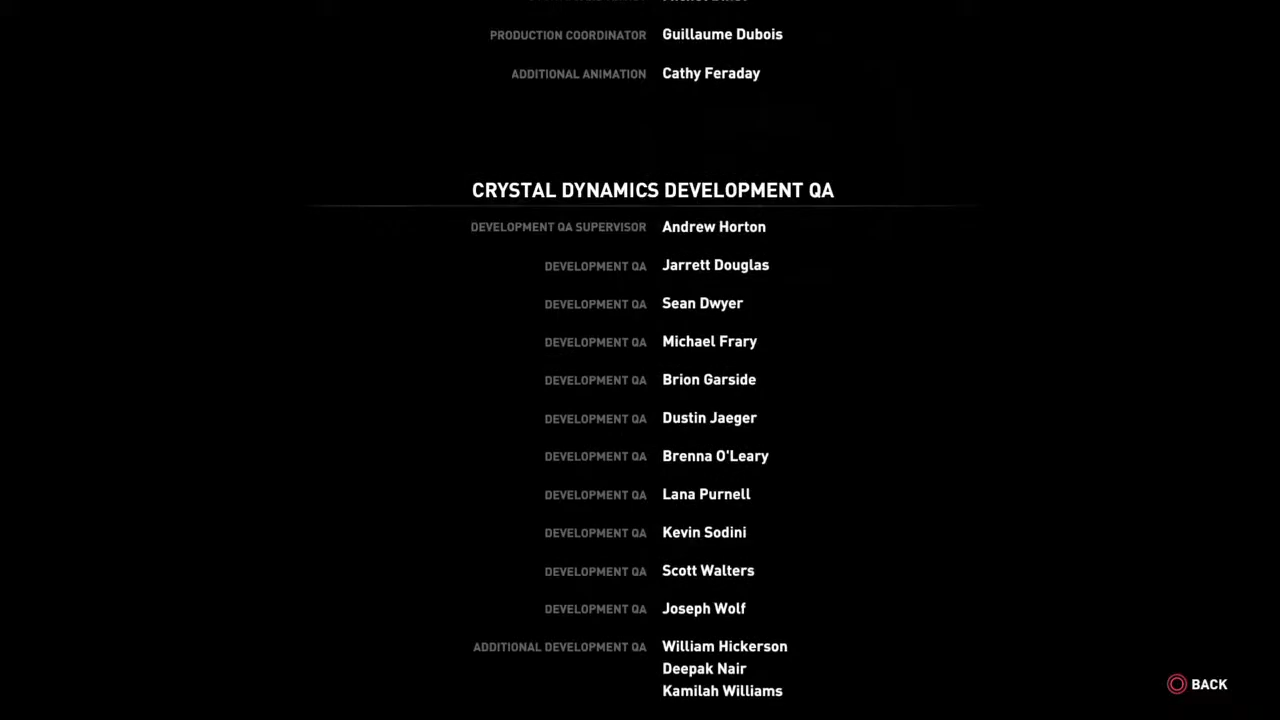 PRODUCTION COORDINATOR Guillaume Dubois
ADDITIONAL ANIMATION Cathy Feraday
CRYSTAL DYNAMICS DEVELOPMENT QA
DEVELOPMENT QA SUPERVISOR Andrew Horton
DEVELOPMENT QA Jarrett Douglas
DEVELOPMENT QA Sean Dwyer
DEVELOPMENT QA Michael Frary
DEVELOPMENT QA Brion Garside
DEVELOPMENT QA Dustin Jaeger
DEVELOPMENT QA Brenna O'Leary
DEVELOPMENT QA Lana Purnell
DEVELOPMENT QA Kevin Sodini
DEVELOPMENT QA Scott Walters
DEVELOPMENT QA Joseph Wolf
ADDITIONAL DEVELOPMENT QA William Hickerson
Deepak Nair
Kamilah Williams
BACK